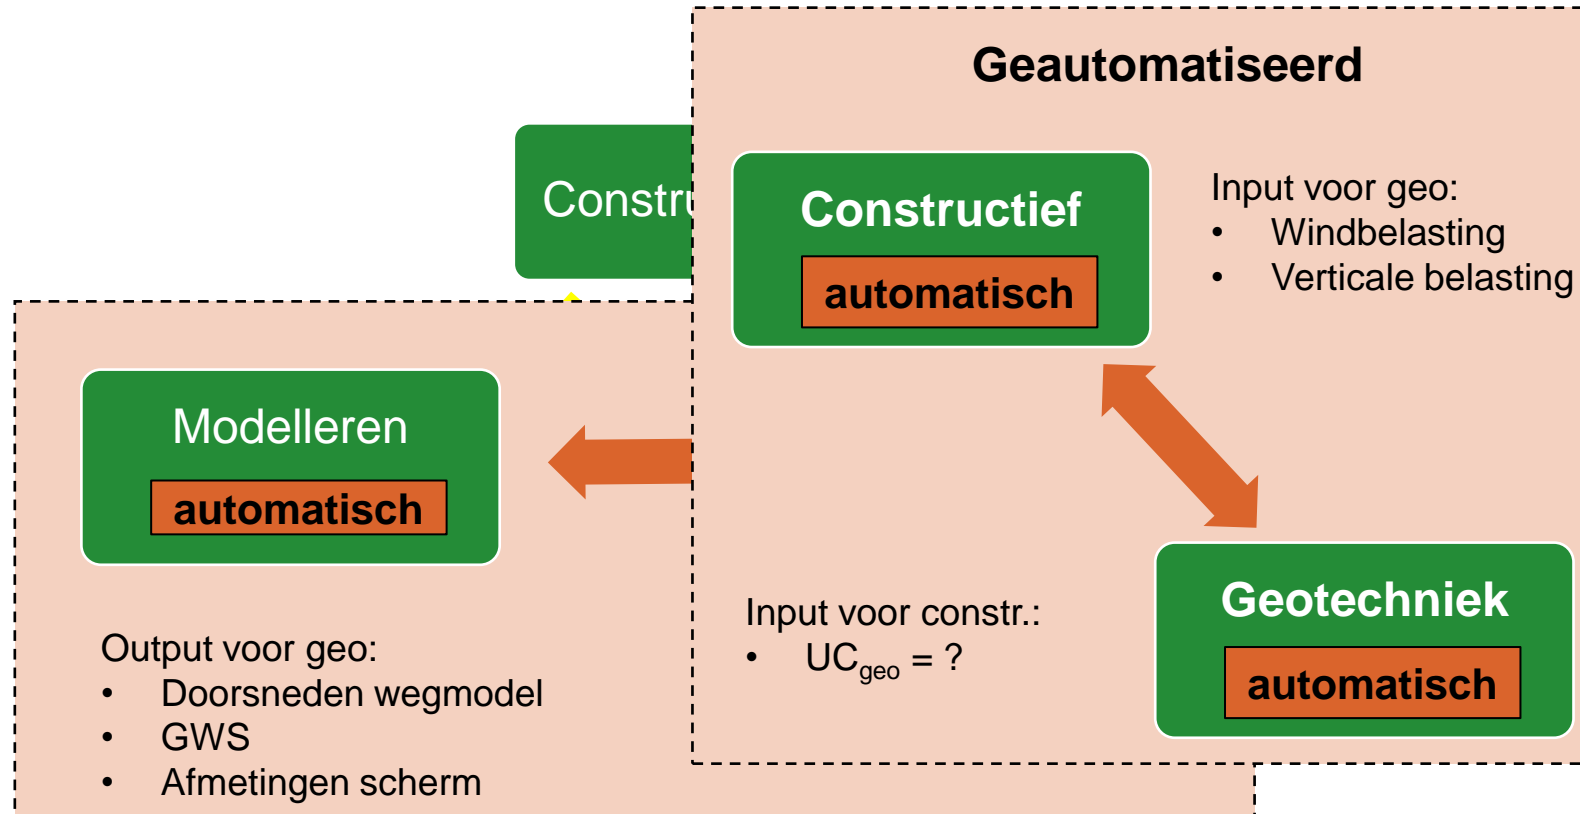 Geautomatiseerd
Constructief
automatisch
Input voor geo:
• Windbelasting
• Verticale belasting
Modelleren
automatisch
Output voor geo:
• Doorsneden wegmodel
• GWS
• Afmetingen scherm
Input voor constr.:
• UCgeo = ?
Geotechniek
automatisch